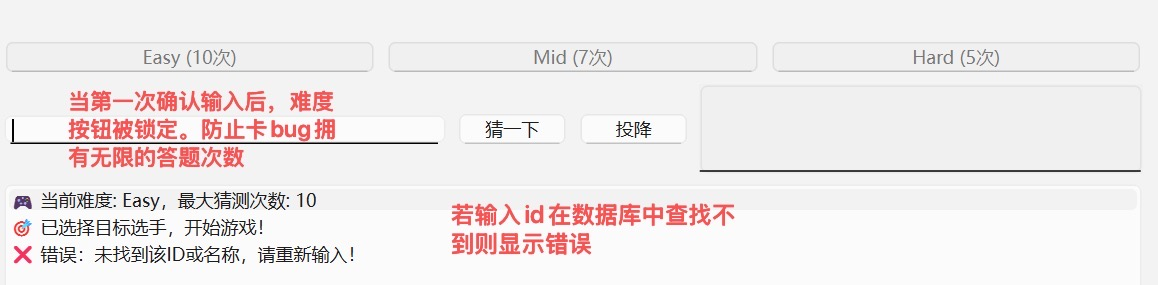 Easy (10次) Mid (7次) Hard (5次)
当第一次确认输入后，难度
按钮被锁定。防止卡bug拥
有无限的答题次数
猜一下 投降
当前难度: Easy，最大猜测次数: 10
已选择目标选手，开始游戏！
错误：未找到该ID或名称，请重新输入！
若输入id在数据库中查找不
到则显示错误